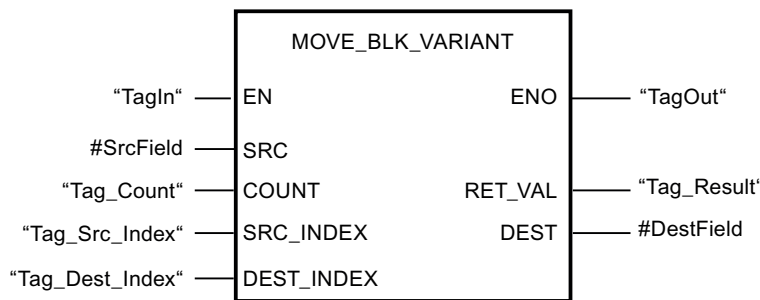 MOVE_BLK_VARIANT
“TagIn“ EN ENO “TagOut“
#SrcField SRC
“Tag_Count“ COUNT RET_VAL “Tag_Result‘
“Tag_Src_Index“ SRC_INDEX DEST #DestField
“Tag_Dest_Index“ DEST_INDEX